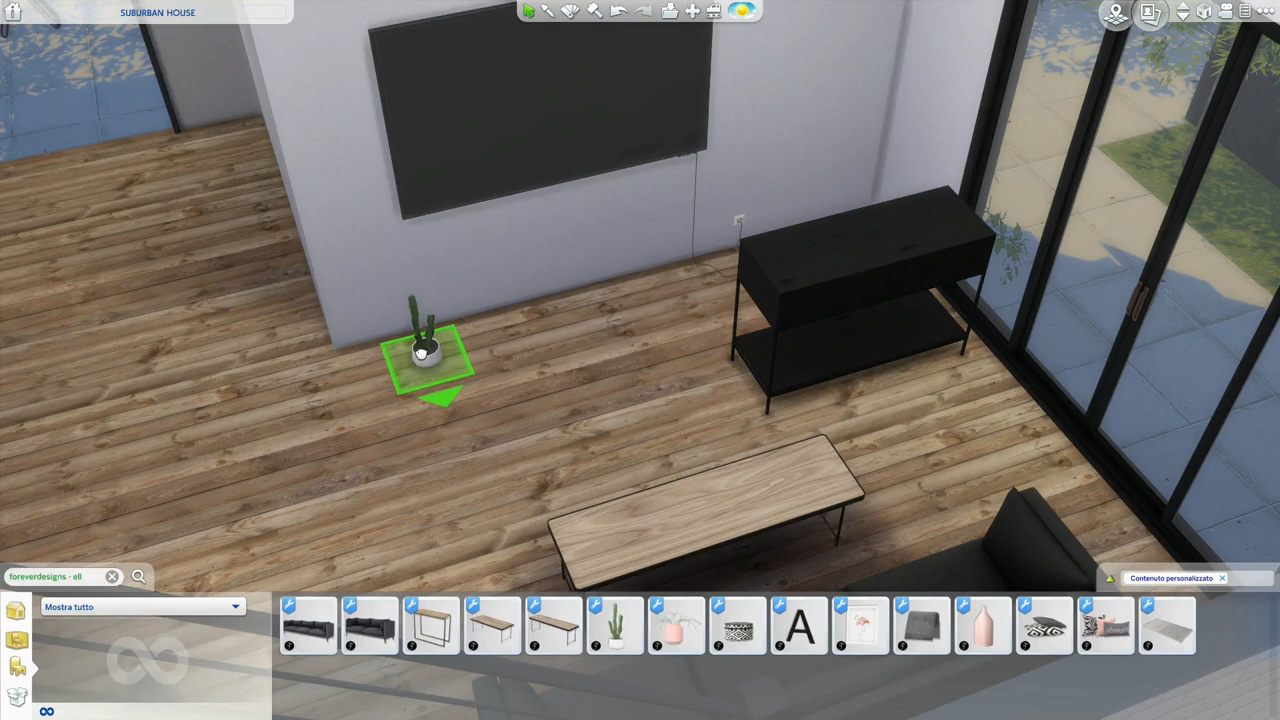 SUBURBAN HOUSE
foreverdesigns - ell
Contenuto personalizzato
Mostra tutto
A